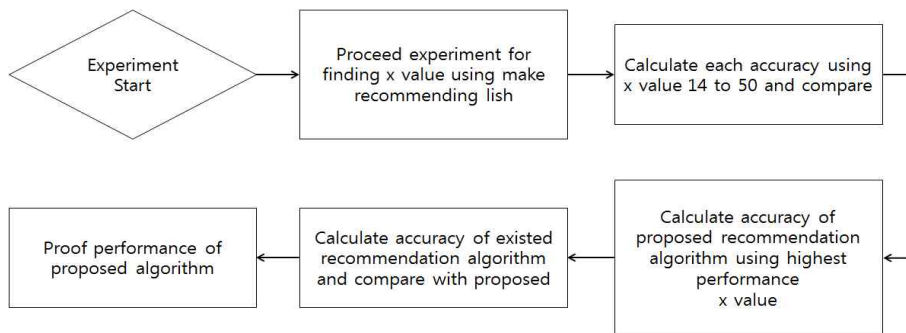 Experiment
Start
Proceed experiment for
finding x value using make
recommending lish
Calculate each accuracy using
x value 14 to 50 and compare
Calculate accuracy of
proposed recommendation
algorithm using highest
performance
x value
Calculate accuracy of existed
recommendation algorithm
and compare with proposed
Proof performance of
proposed algorithm